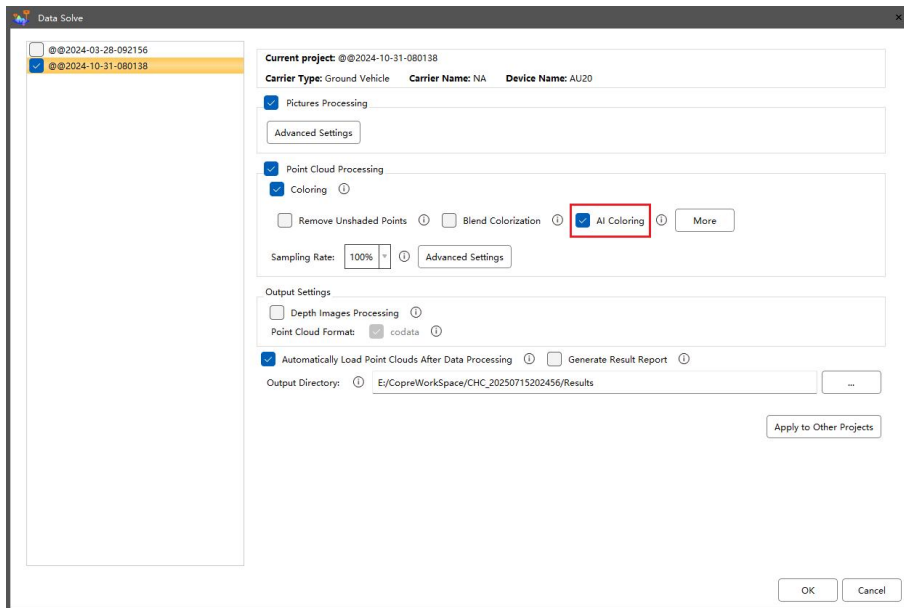 Data Solve
@@2024-03-28-092156
@@2024-10-31-080138
Current project: @@2024-10-31-080138
Carrier Type: Ground Vehicle Carrier Name: NA Device Name: AU20
Pictures Processing
Advanced Settings
Point Cloud Processing
Coloring
Remove Unshaded Points Blend Colorization AI Coloring More
Sampling Rate: 100% Advanced Settings
Output Settings
Depth Images Processing
Point Cloud Format: codata
Automatically Load Point Clouds After Data Processing Generate Result Report
Output Directory: E:/CopreWorkSpace/CHC_20250715202456/Results ...
Apply to Other Projects
OK Cancel